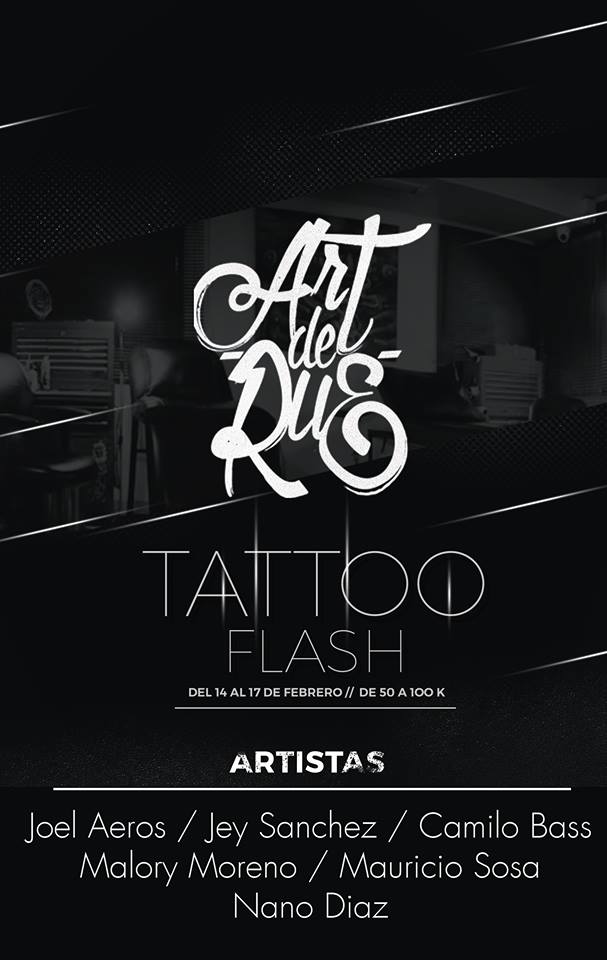 Art
del
Rue
TATTOO
FLASH
DEL 14 AL 17 DE FEBRERO // DE 50 A 100 K
ARTISTAS
Joel Aeros / Jey Sanchez / Camilo Bass
Malory Moreno / Mauricio Sosa
Nano Diaz